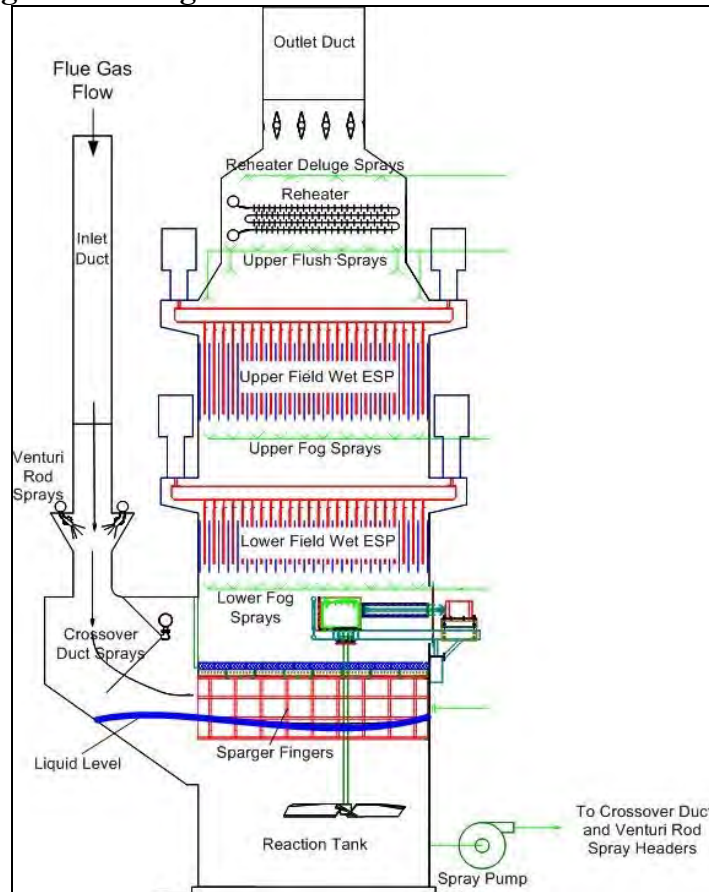 Outlet Duct
Flue Gas
Flow
Reheater Deluge Sprays
Reheater
Inlet
Duct
Upper Flush Sprays
Upper Field Wet ESP
Upper Fog Sprays
Venturi
Rod
Sprays
Lower Field Wet ESP
Lower Fog
Sprays
Crossover
Duct Sprays
Sparger Fingers
Liquid Level
Reaction Tank
To Crossover Duct
and Venturi Rod
Spray Headers
Spray Pump